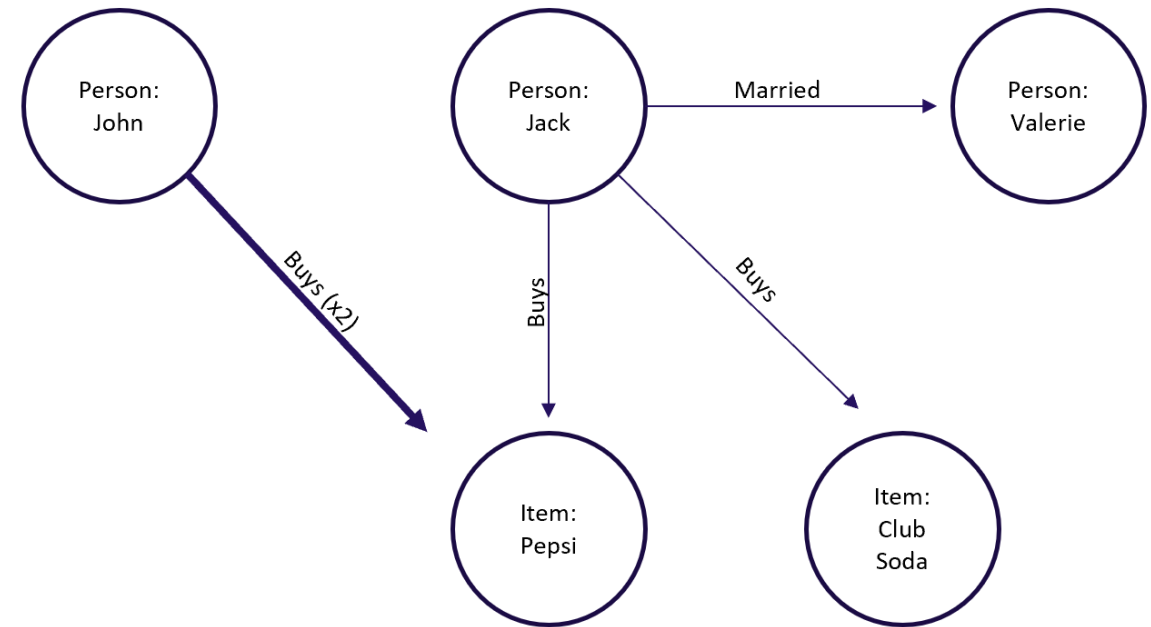 Person:
John
Person:
Jack
Married
Person:
Valerie
Buys (x2)
Buys
Buys
Item:
Pepsi
Item:
Club
Soda